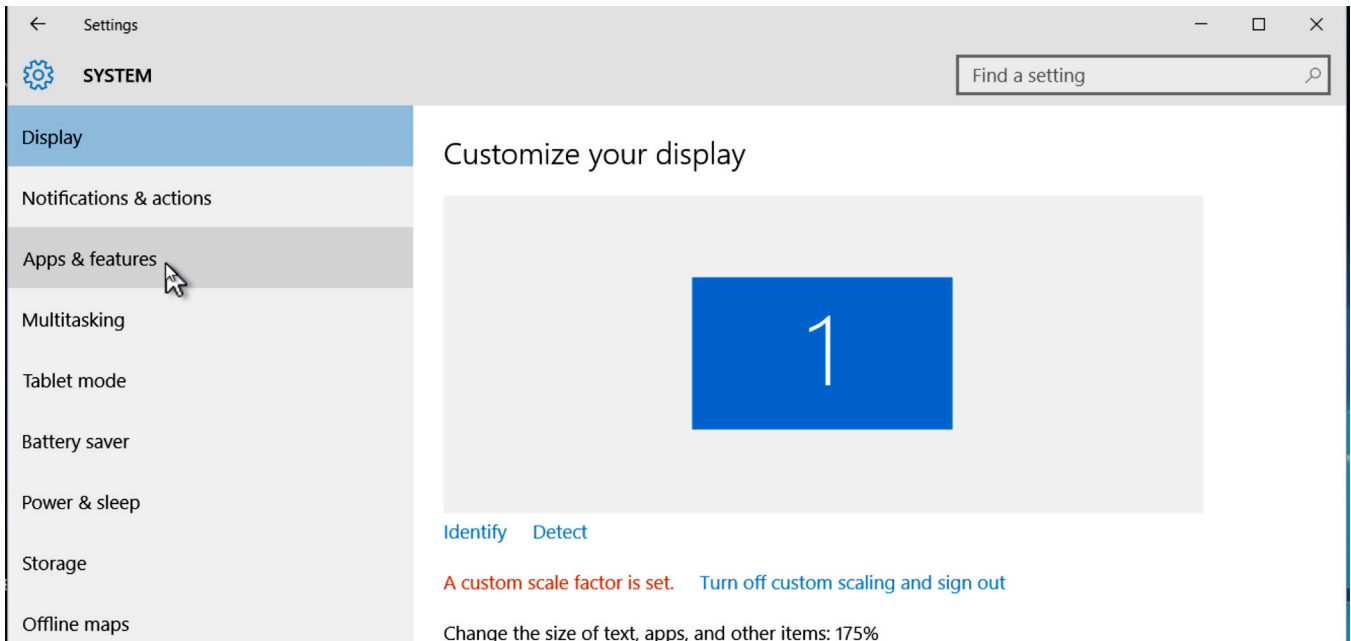 Settings
SYSTEM
Find a setting
Display
Notifications & actions
Apps & features
Multitasking
Tablet mode
Battery saver
Power & sleep
Storage
Offline maps
Customize your display
1
Identify Detect
A custom scale factor is set. Turn off custom scaling and sign out
Change the size of text, apps, and other items: 175%